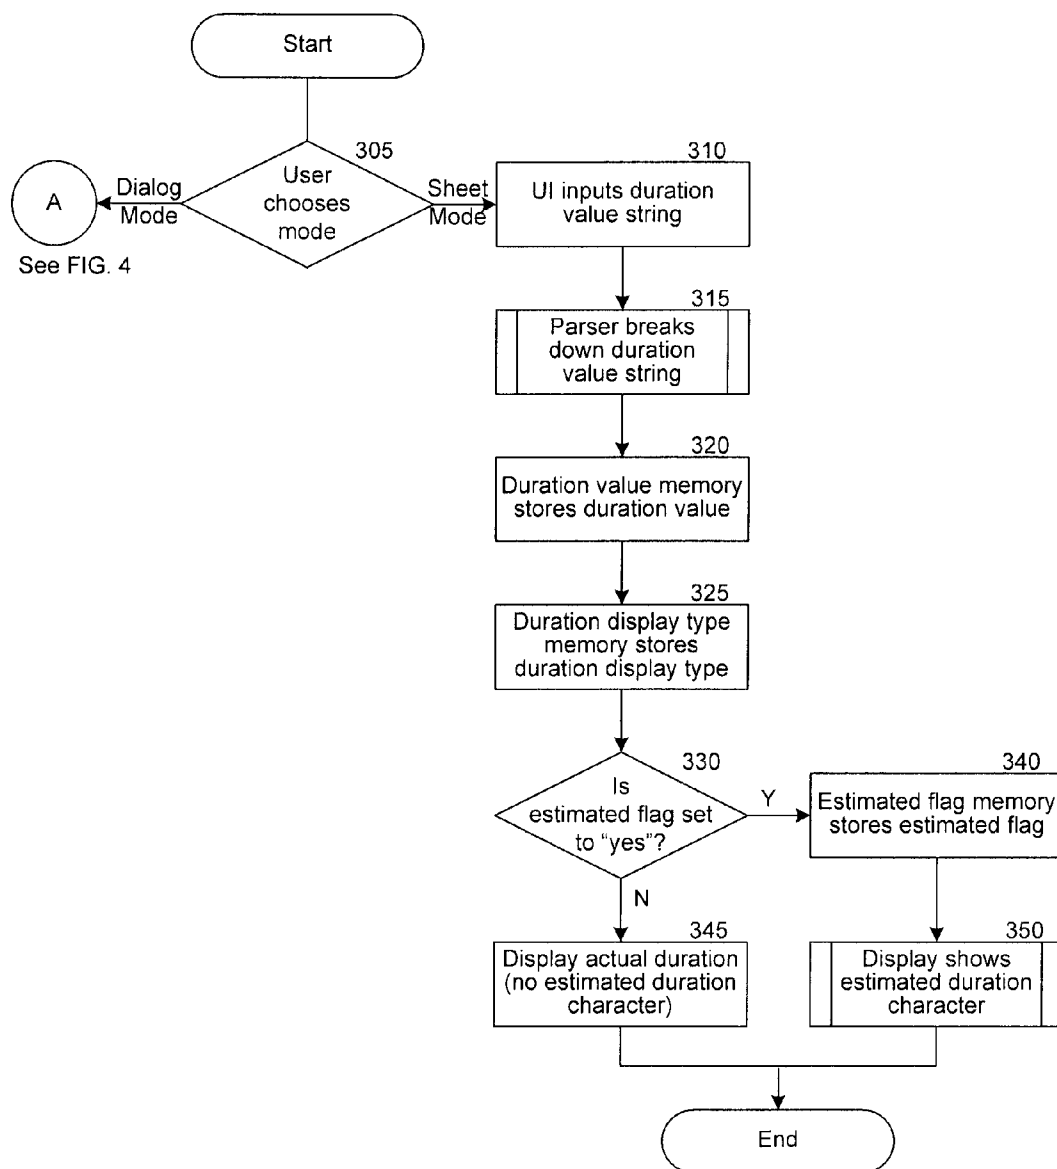 Start
305
User
chooses
mode
Dialog
Mode
A
See FIG. 4
Sheet
Mode
310
UI inputs duration
value string
315
Parser breaks
down duration
value string
320
Duration value memory
stores duration value
325
Duration display type
memory stores
duration display type
330
Is
estimated flag set
to “yes”?
Y
340
Estimated flag memory
stores estimated flag
N
345
Display actual duration
(no estimated duration
character)
350
Display shows
estimated duration
character
End